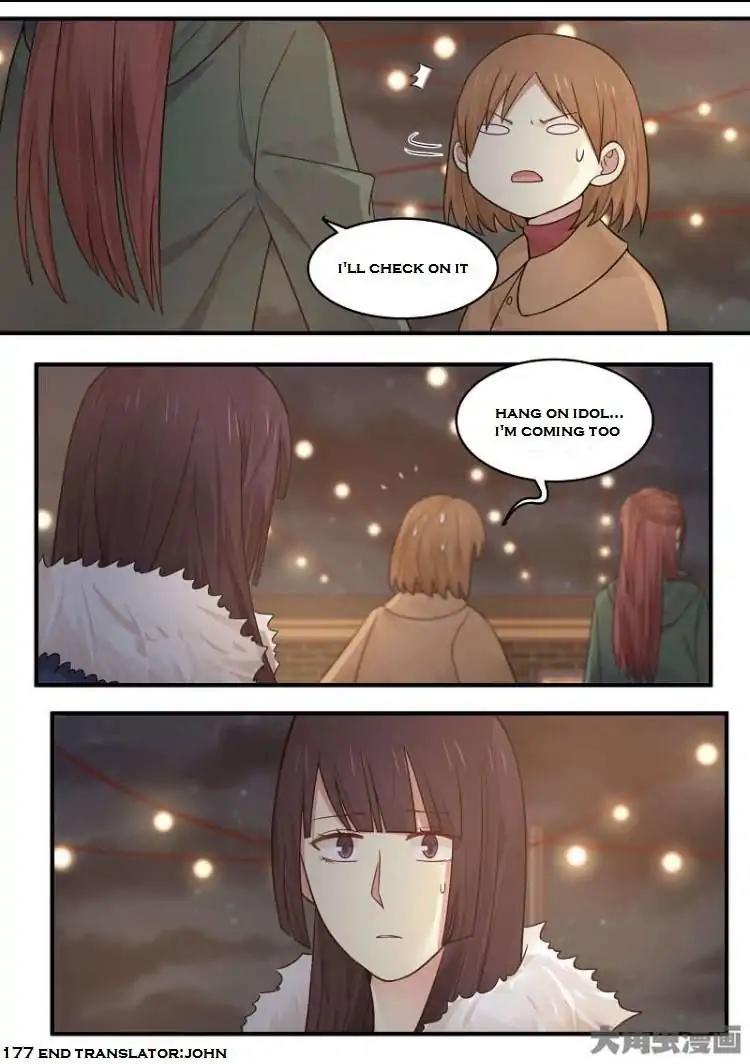 I'LL CHECK ON IT
HANG ON IDOL...
I'M COMING TOO
177 END TRANSLATOR:JOHN
大角虫漫画